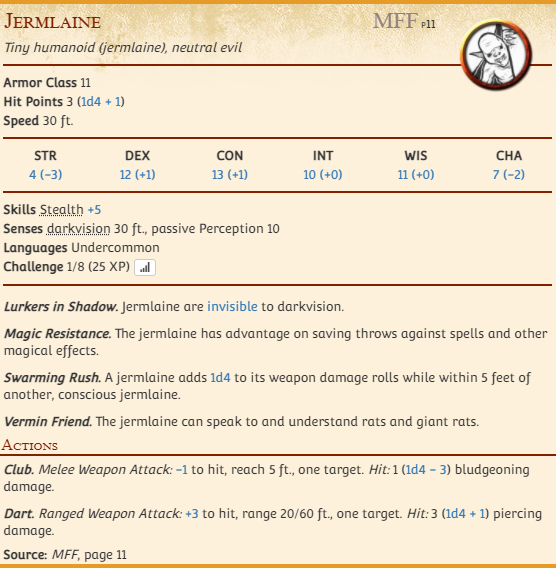 Jermlaine MFF p11
Tiny humanoid (jermlaine), neutral evil
Armor Class 11
Hit Points 3 (1d4 + 1)
Speed 30 ft.
STR DEX CON INT WIS CHA
4 (−3) 12 (+1) 13 (+1) 10 (+0) 11 (+0) 7 (−2)
Skills Stealth +5
Senses darkvision 30 ft., passive Perception 10
Languages Undercommon
Challenge 1/8 (25 XP)
Lurkers in Shadow. Jermlaine are invisible to darkvision.
Magic Resistance. The jermlaine has advantage on saving throws against spells and other
magical effects.
Swarming Rush. A jermlaine adds 1d4 to its weapon damage rolls while within 5 feet of
another, conscious jermlaine.
Vermin Friend. The jermlaine can speak to and understand rats and giant rats.
Actions
Club. Melee Weapon Attack: −1 to hit, reach 5 ft., one target. Hit: 1 (1d4 − 3) bludgeoning
damage.
Dart. Ranged Weapon Attack: +3 to hit, range 20/60 ft., one target. Hit: 3 (1d4 + 1) piercing
damage.
Source: MFF, page 11